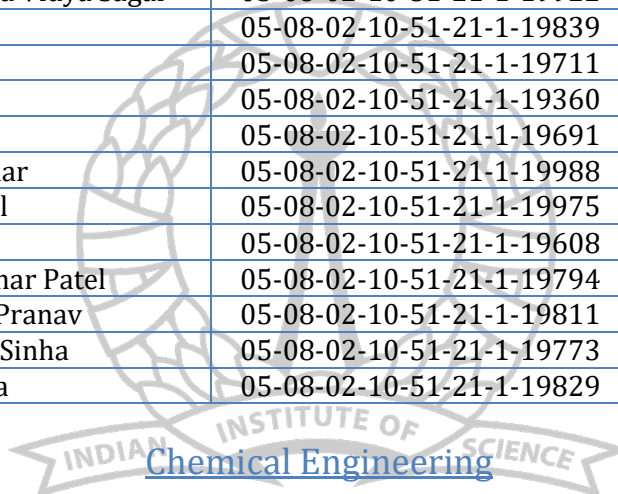 05-08-02-10-51-21-1-19839
05-08-02-10-51-21-1-19711
05-08-02-10-51-21-1-19360
05-08-02-10-51-21-1-19691
ar 05-08-02-10-51-21-1-19988
l 05-08-02-10-51-21-1-19975
05-08-02-10-51-21-1-19608
nar Patel 05-08-02-10-51-21-1-19794
Pranav 05-08-02-10-51-21-1-19811
Sinha 05-08-02-10-51-21-1-19773
a 05-08-02-10-51-21-1-19829
INSTITUTE OF
INDIAN SCIENCE
Chemical Engineering